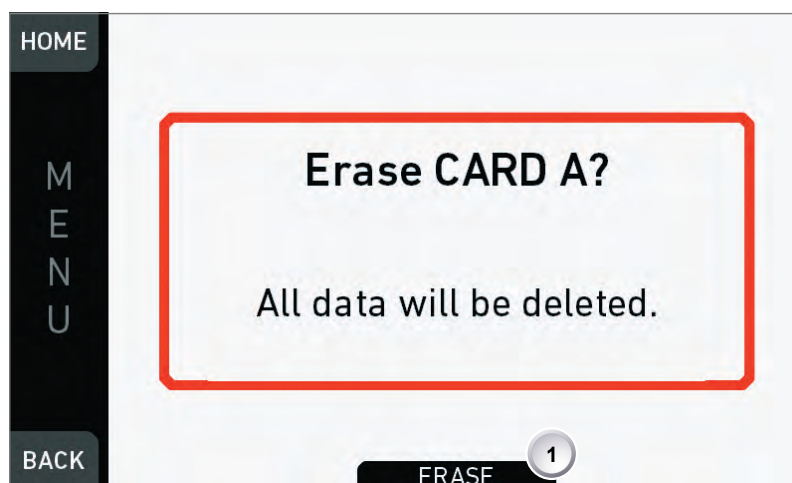 HOME
MENU
Erase CARD A?
All data will be deleted.
BACK
ERASE
1